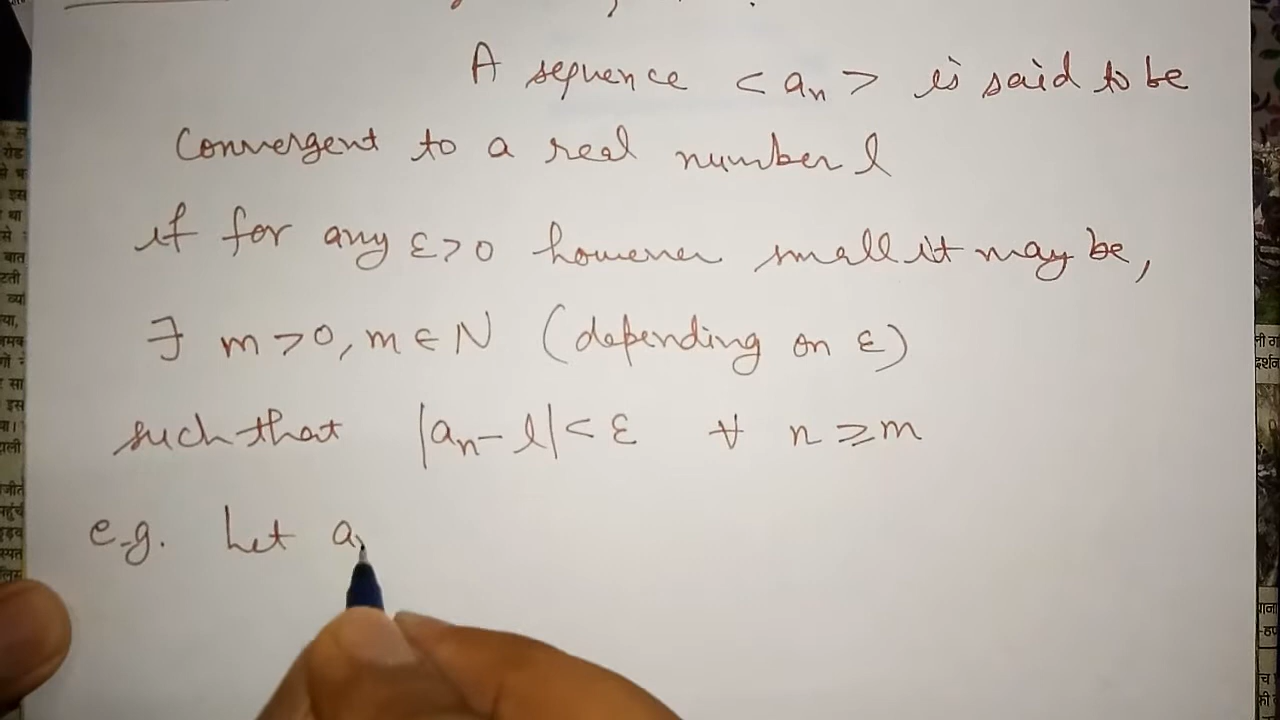 A sequence < aₙ > is said to be
convergent to a real number l
if for any ε>0 however small it may be,
∃ m >0, m ∈ N (depending on ε)
such that |aₙ - l| < ε ∀ n ≥ m
e.g. Let a